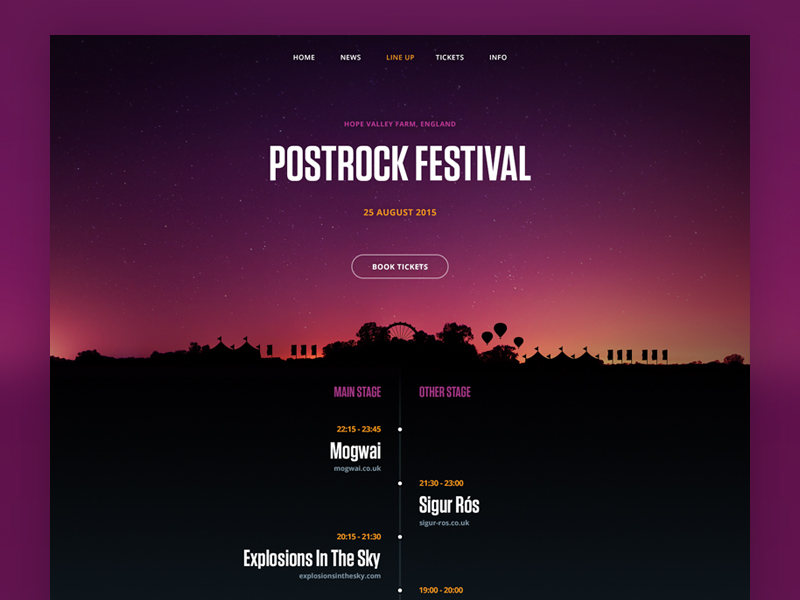 HOME NEWS LINE UP TICKETS INFO
HOPE VALLEY FARM, ENGLAND
POSTROCK FESTIVAL
25 AUGUST 2015
BOOK TICKETS
MAIN STAGE OTHER STAGE
22:15 - 23:45
Mogwai
mogwai.co.uk
21:30 - 23:00
Sigur Rós
sigur-ros.co.uk
20:15 - 21:30
Explosions In The Sky
explosionsinthesky.com
19:00 - 20:00